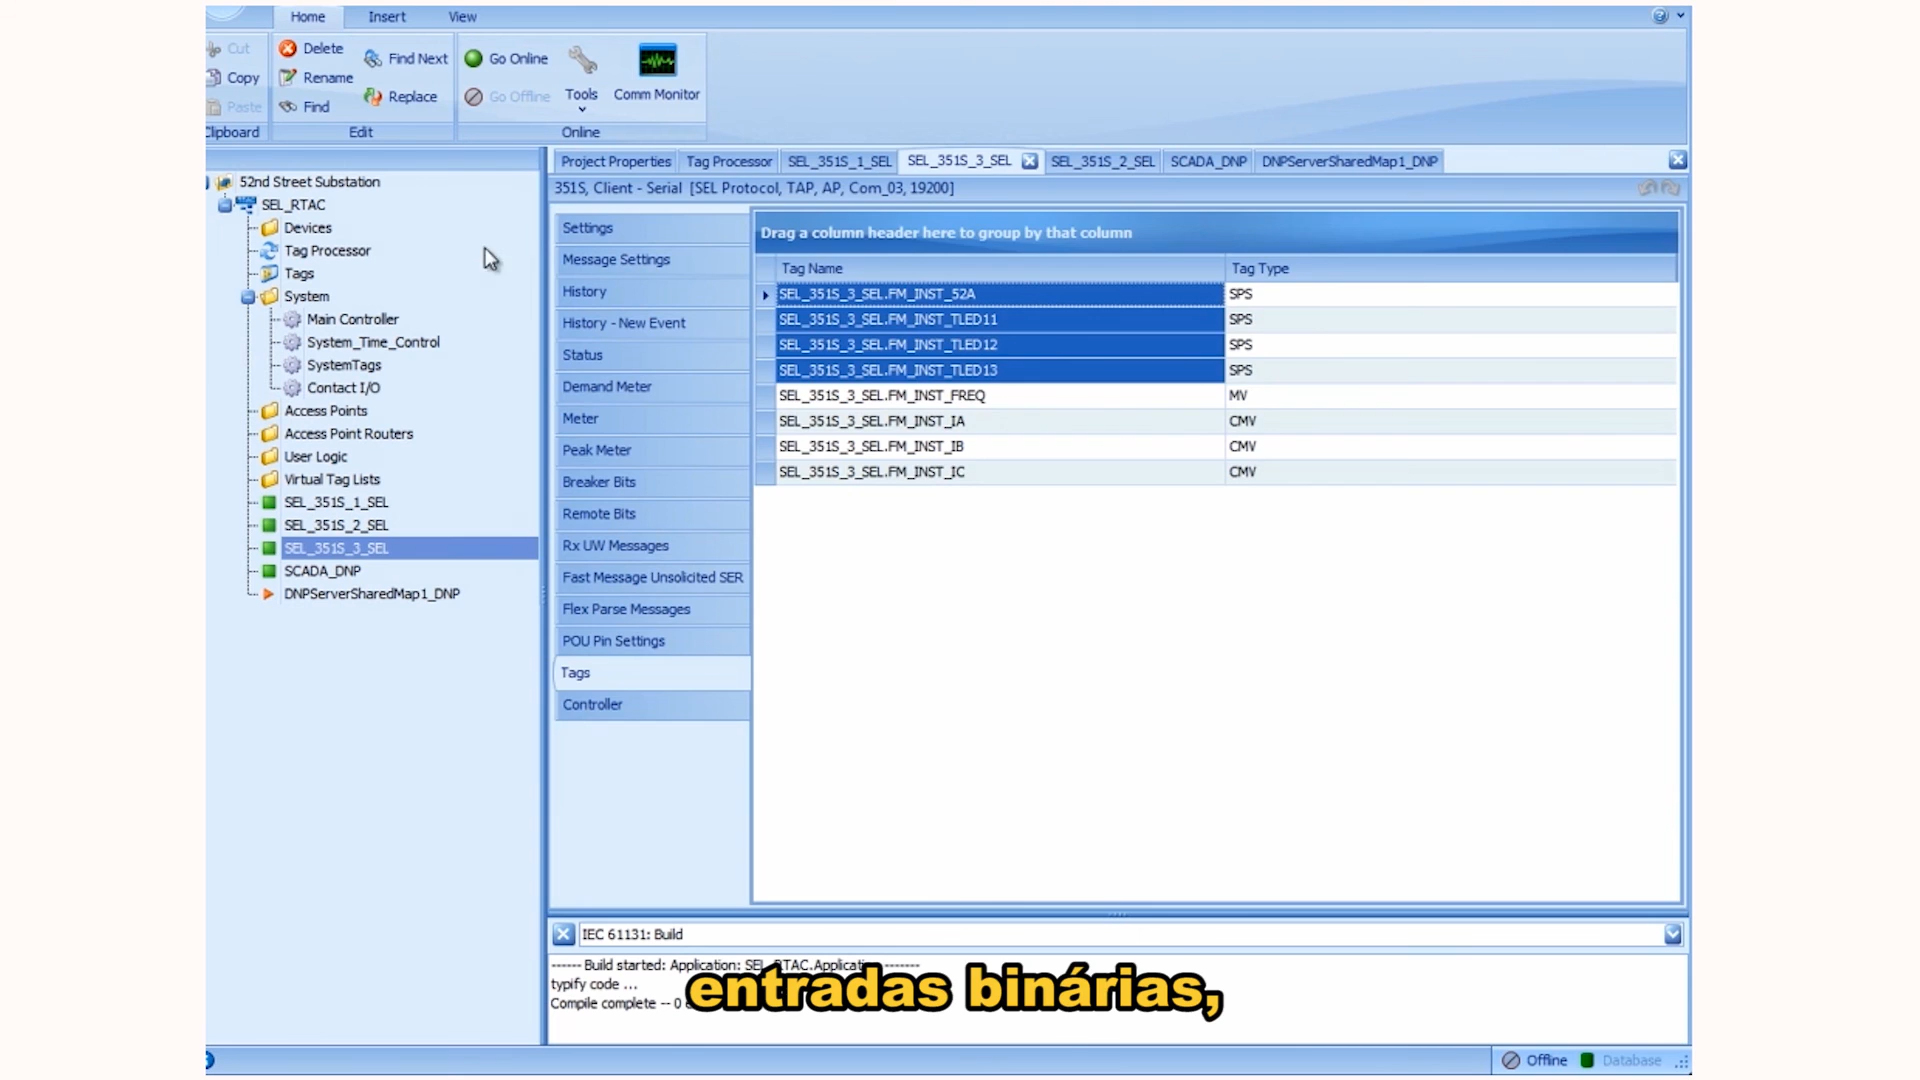 Home Insert View
Cut
Copy
Paste
Clipboard
Delete
Rename
Find
Find Next
Replace
Edit
Go Online
Go Offline
Tools
Comm Monitor
Online
52nd Street Substation
SEL_RTAC
Devices
Tag Processor
Tags
System
Main Controller
System_Time_Control
SystemTags
Contact I/O
Access Points
Access Point Routers
User Logic
Virtual Tag Lists
SEL_351S_1_SEL
SEL_351S_2_SEL
SEL_351S_3_SEL
SCADA_DNP
DNPServerSharedMap1_DNP
Project Properties Tag Processor SEL_351S_1_SEL SEL_351S_3_SEL SEL_351S_2_SEL SCADA_DNP DNPServerSharedMap1_DNP
351S, Client - Serial [SEL Protocol, TAP, AP, Com_03, 19200]
Settings
Message Settings
History
History - New Event
Status
Demand Meter
Meter
Peak Meter
Breaker Bits
Remote Bits
Rx UW Messages
Fast Message Unsolicited SER
Flex Parse Messages
POU Pin Settings
Tags
Controller
Drag a column header here to group by that column
Tag Name Tag Type
SEL_351S_3_SEL.FM_INST_52A SPS
SEL_351S_3_SEL.FM_INST_TLED11 SPS
SEL_351S_3_SEL.FM_INST_TLED12 SPS
SEL_351S_3_SEL.FM_INST_TLED13 SPS
SEL_351S_3_SEL.FM_INST_FREQ MV
SEL_351S_3_SEL.FM_INST_IA CMV
SEL_351S_3_SEL.FM_INST_IB CMV
SEL_351S_3_SEL.FM_INST_IC CMV
IEC 61131: Build
------ Build started: Application: -------
typify code ...
Compile complete -- 0
entradas binárias,
Offline Database